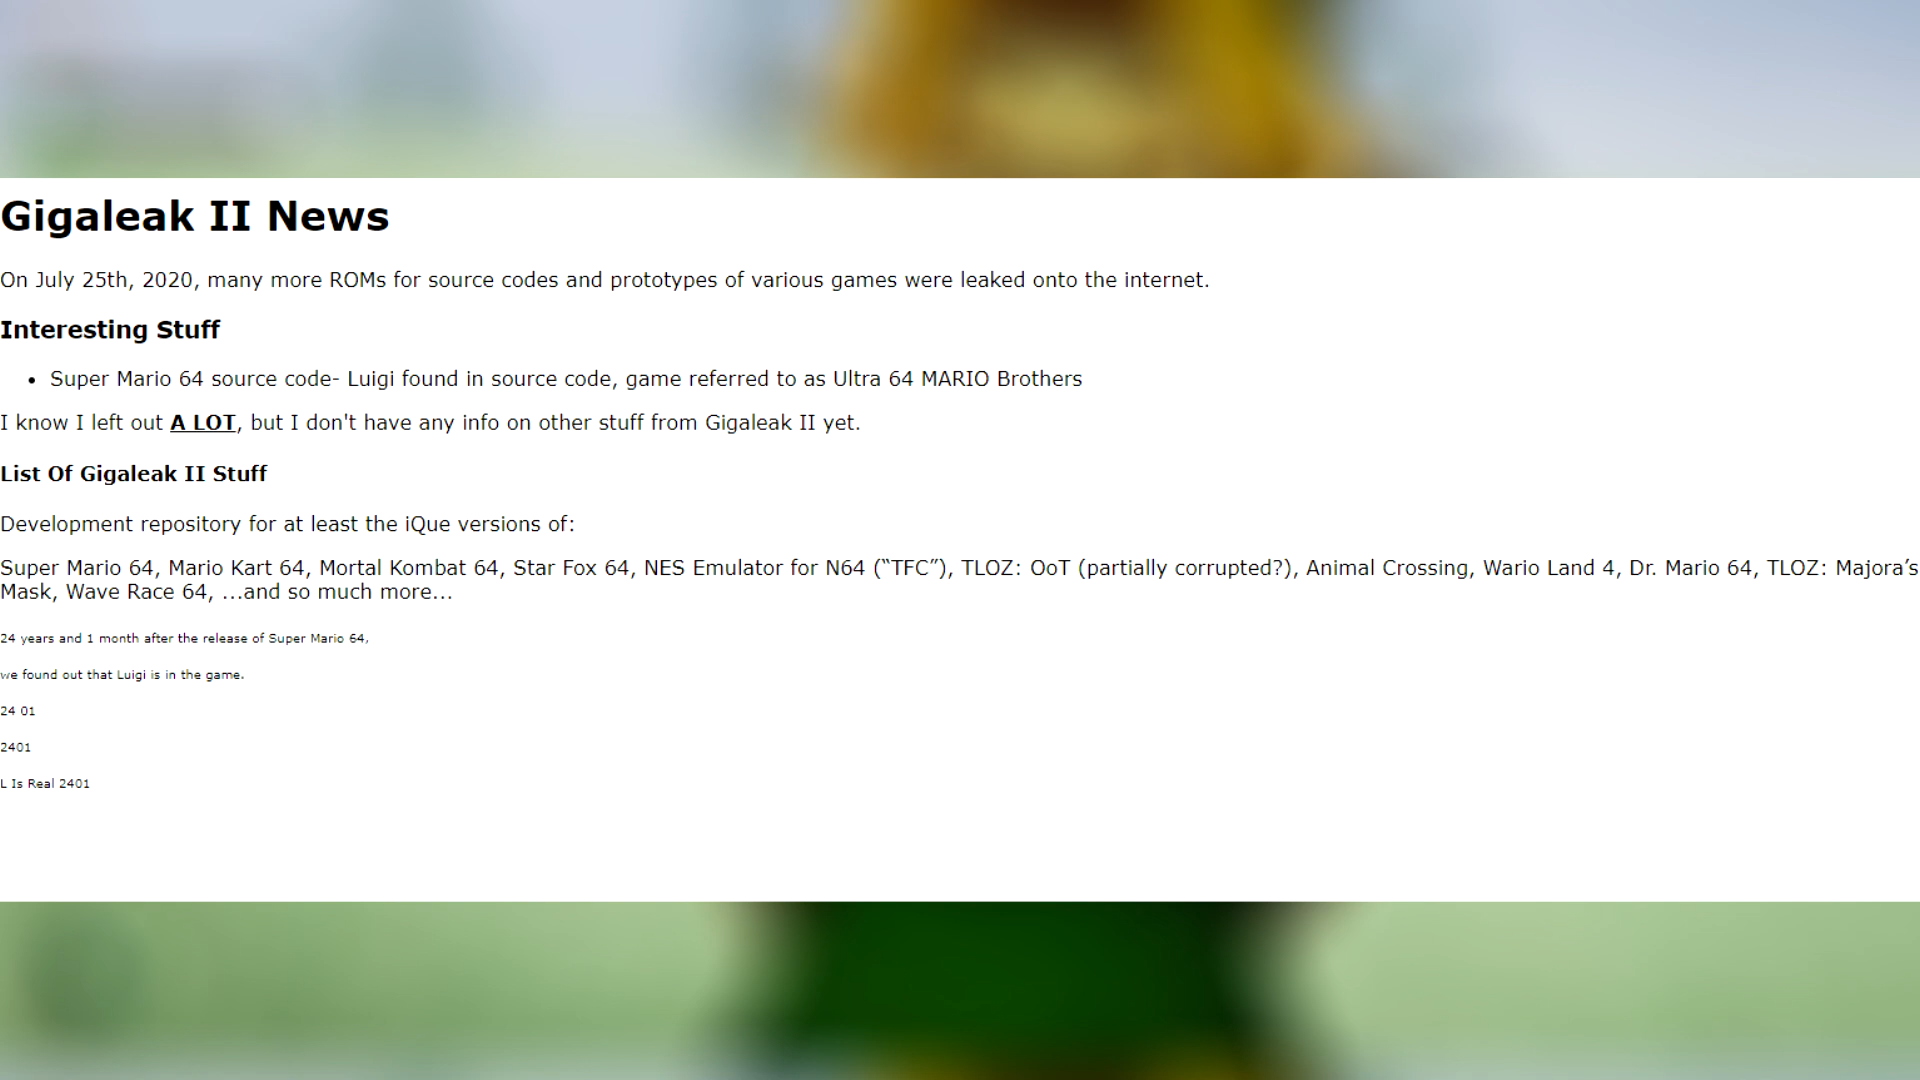 Gigaleak II News
On July 25th, 2020, many more ROMs for source codes and prototypes of various games were leaked onto the internet.
Interesting Stuff
• Super Mario 64 source code- Luigi found in source code, game referred to as Ultra 64 MARIO Brothers
I know I left out A LOT, but I don't have any info on other stuff from Gigaleak II yet.
List Of Gigaleak II Stuff
Development repository for at least the iQue versions of:
Super Mario 64, Mario Kart 64, Mortal Kombat 64, Star Fox 64, NES Emulator for N64 (“TFC”), TLOZ: OoT (partially corrupted?), Animal Crossing, Wario Land 4, Dr. Mario 64, TLOZ: Majora’s
Mask, Wave Race 64, …and so much more…
24 years and 1 month after the release of Super Mario 64,
we found out that Luigi is in the game.
24 01
2401
L Is Real 2401